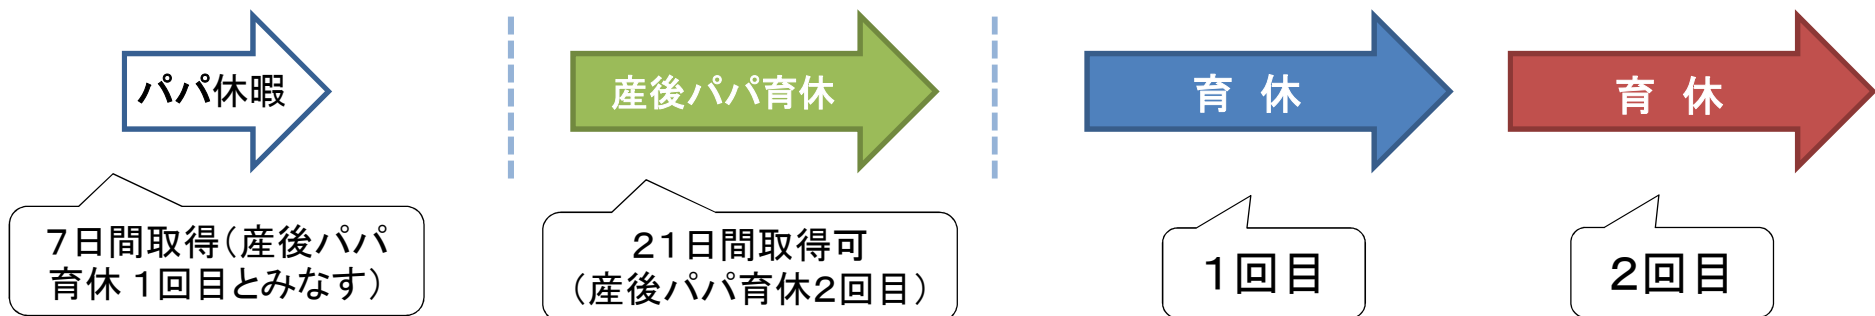 パパ休暇
産後パパ育休
育　休
育　休
７日間取得（産後パパ
育休 １回目とみなす）
２１日間取得可
（産後パパ育休２回目）
１回目
２回目